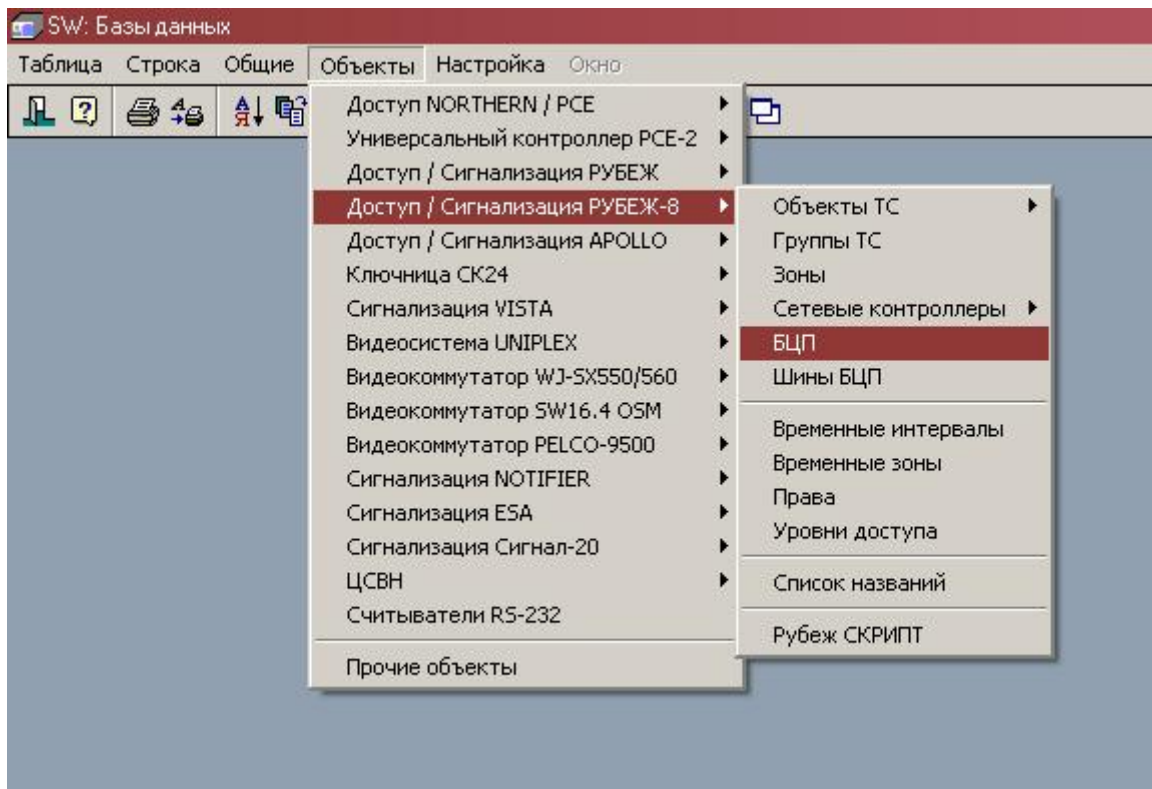 SW: Базы данных
Таблица Строка Общие Объекты Настройка Окно
Доступ NORTHERN / PCE
Универсальный контроллер PCE-2
Доступ / Сигнализация РУБЕЖ
Доступ / Сигнализация РУБЕЖ-8
Доступ / Сигнализация APOLLO
Ключница СК24
Сигнализация VISTA
Видеосистема UNIPLEX
Видеокоммутатор WJ-SX550/560
Видеокоммутатор SW16.4 OSM
Видеокоммутатор PELCO-9500
Сигнализация NOTIFIER
Сигнализация ESA
Сигнализация Сигнал-20
ЦСВН
Считыватели RS-232
Прочие объекты
Объекты ТС
Группы ТС
Зоны
Сетевые контроллеры
БЦП
Шины БЦП
Временные интервалы
Временные зоны
Права
Уровни доступа
Список названий
Рубеж СКРИПТ